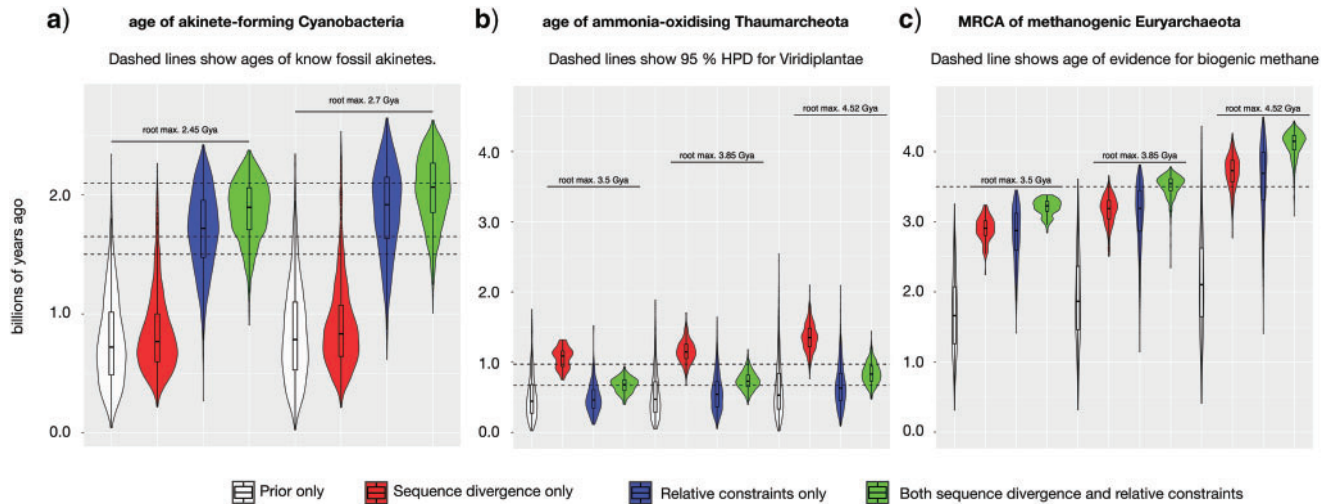 a)
age of akinete-forming Cyanobacteria
Dashed lines show ages of know fossil akinetes.
root max. 2.7 Gya
root max. 2.45 Gya
2.0
1.0
0.0
billions of years ago
b)
age of ammonia-oxidising Thaumarcheota
Dashed lines show 95 % HPD for Viridiplantae
root max. 4.52 Gya
root max. 3.85 Gya
root max. 3.5 Gya
4.0
3.0
2.0
1.0
0.0
c)
MRCA of methanogenic Euryarchaeota
Dashed line shows age of evidence for biogenic methane
root max. 4.52 Gya
root max. 3.85 Gya
root max. 3.5 Gya
4.0
3.0
2.0
1.0
0.0
Prior only
Sequence divergence only
Relative constraints only
Both sequence divergence and relative constraints